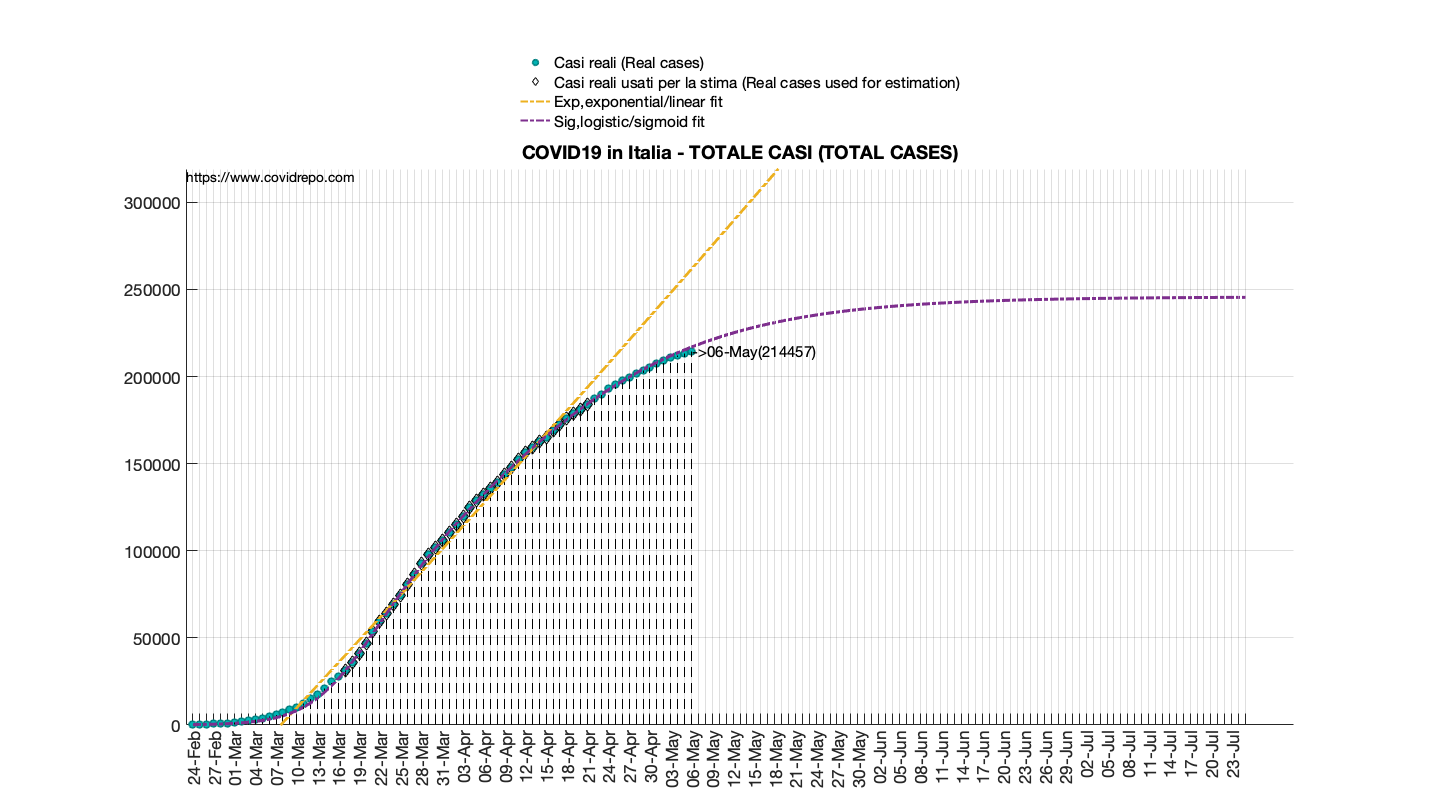 Casi reali (Real cases)
Casi reali usati per la stima (Real cases used for estimation)
Exp,exponential/linear fit
Sig,logistic/sigmoid fit
COVID19 in Italia - TOTALE CASI (TOTAL CASES)
https://www.covidrepo.com
300000
250000
200000
150000
100000
50000
0
->06-May(214457)
24-Feb
27-Feb
01-Mar
04-Mar
07-Mar
10-Mar
13-Mar
16-Mar
19-Mar
22-Mar
25-Mar
28-Mar
31-Mar
03-Apr
06-Apr
09-Apr
12-Apr
15-Apr
18-Apr
21-Apr
24-Apr
27-Apr
30-Apr
03-May
06-May
09-May
12-May
15-May
18-May
21-May
24-May
27-May
30-May
02-Jun
05-Jun
08-Jun
11-Jun
14-Jun
17-Jun
20-Jun
23-Jun
26-Jun
29-Jun
02-Jul
05-Jul
08-Jul
11-Jul
14-Jul
17-Jul
20-Jul
23-Jul